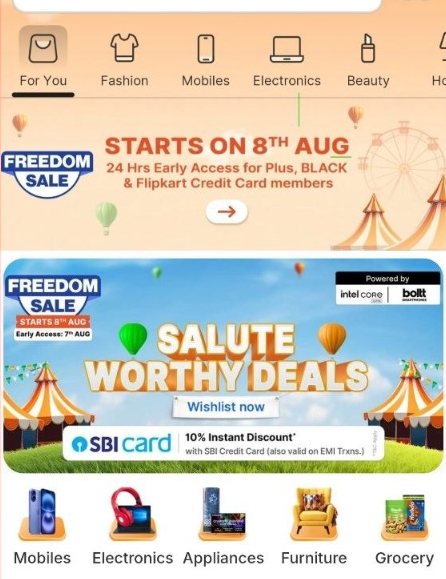 For You
Fashion
Mobiles
Electronics
Beauty
Ho
FREEDOM
SALE
STARTS ON 8TH AUG
24 Hrs Early Access for Plus, BLACK
& Flipkart Credit Card members
FREEDOM
SALE
STARTS 8TH AUG
Early Access: 7th AUG
Powered by
intel CORE
boltt
SALUTE
WORTHY DEALS
Wishlist now
SBI card
10% Instant Discount*
with SBI Credit Card (also valid on EMI Trxns.)
Mobiles
Electronics
Appliances
Furniture
Grocery